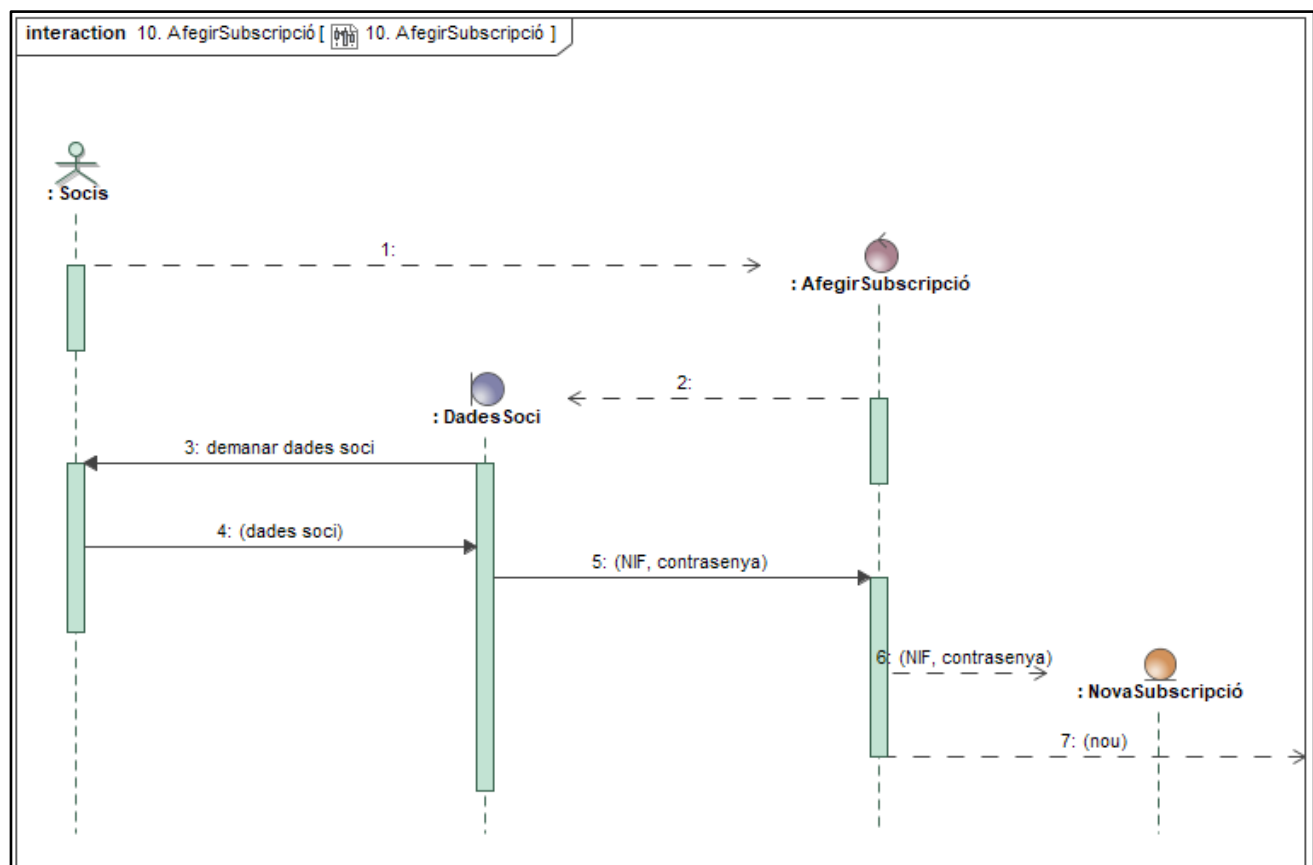 interaction 10. AfegirSubscripció [ 10. AfegirSubscripció ]
: Socis
1:
: AfegirSubscripció
2:
: DadesSoci
3: demanar dades soci
4: (dades soci)
5: (NIF, contrasenya)
6: (NIF, contrasenya)
: NovaSubscripció
7: (nou)